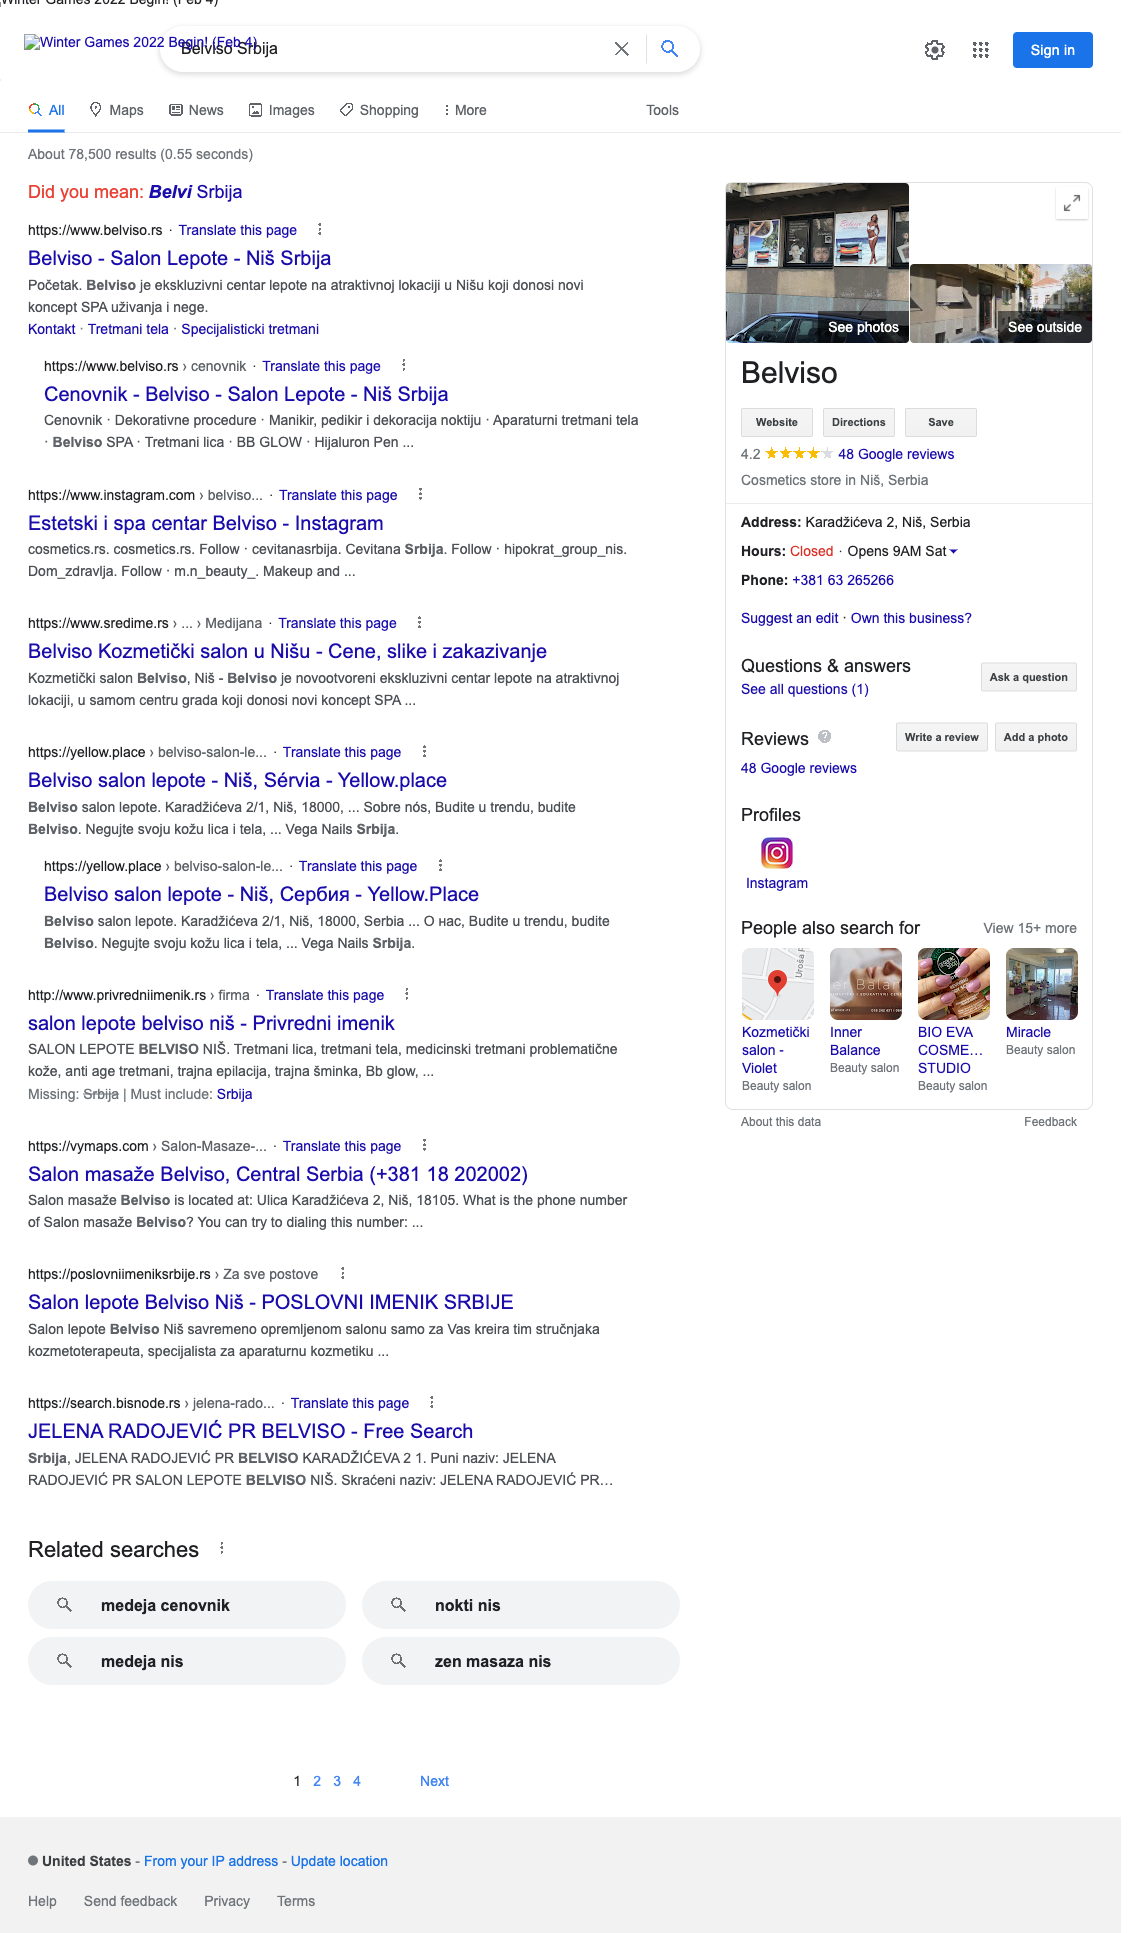 Winter Games 2022 Begin! (Feb 4)
Winter Games 2022 Begin! (Feb 4)
Belviso Srbija
Sign in
All
Maps
News
Images
Shopping
More
Tools
About 78,500 results (0.55 seconds)
Did you mean: Belvi Srbija
https://www.belviso.rs · Translate this page
Belviso - Salon Lepote - Niš Srbija
Početak. Belviso je ekskluzivni centar lepote na atraktivnoj lokaciji u Nišu koji donosi novi
koncept SPA uživanja i nege.
Kontakt · Tretmani tela · Specijalisticki tretmani
https://www.belviso.rs › cenovnik · Translate this page
Cenovnik - Belviso - Salon Lepote - Niš Srbija
Cenovnik · Dekorativne procedure · Manikir, pedikir i dekoracija noktiju · Aparaturni tretmani tela
· Belviso SPA · Tretmani lica · BB GLOW · Hijaluron Pen ...
https://www.instagram.com › belviso... · Translate this page
Estetski i spa centar Belviso - Instagram
cosmetics.rs. cosmetics.rs. Follow · cevitanasrbija. Cevitana Srbija. Follow · hipokrat_group_nis.
Dom_zdravlja. Follow · m.n_beauty_. Makeup and ...
https://www.sredime.rs › ... › Medijana · Translate this page
Belviso Kozmetički salon u Nišu - Cene, slike i zakazivanje
Kozmetički salon Belviso, Niš - Belviso je novootvoreni ekskluzivni centar lepote na atraktivnoj
lokaciji, u samom centru grada koji donosi novi koncept SPA ...
https://yellow.place › belviso-salon-le... · Translate this page
Belviso salon lepote - Niš, Sérvia - Yellow.place
Belviso salon lepote. Karadžićeva 2/1, Niš, 18000, ... Sobre nós, Budite u trendu, budite
Belviso. Negujte svoju kožu lica i tela, ... Vega Nails Srbija.
https://yellow.place › belviso-salon-le... · Translate this page
Belviso salon lepote - Niš, Сербия - Yellow.Place
Belviso salon lepote. Karadžićeva 2/1, Niš, 18000, Serbia ... О нас, Budite u trendu, budite
Belviso. Negujte svoju kožu lica i tela, ... Vega Nails Srbija.
http://www.privredniimenik.rs › firma · Translate this page
salon lepote belviso niš - Privredni imenik
SALON LEPOTE BELVISO NIŠ. Tretmani lica, tretmani tela, medicinski tretmani problematične
kože, anti age tretmani, trajna epilacija, trajna šminka, Bb glow, ...
Missing: Srbija | Must include: Srbija
https://vymaps.com › Salon-Masaze-... · Translate this page
Salon masaže Belviso, Central Serbia (+381 18 202002)
Salon masaže Belviso is located at: Ulica Karadžićeva 2, Niš, 18105. What is the phone number
of Salon masaže Belviso? You can try to dialing this number: ...
https://poslovniimeniksrbije.rs › Za sve postove
Salon lepote Belviso Niš - POSLOVNI IMENIK SRBIJE
Salon lepote Belviso Niš savremeno opremljenom salonu samo za Vas kreira tim stručnjaka
kozmetoterapeuta, specijalista za aparaturnu kozmetiku ...
https://search.bisnode.rs › jelena-rado... · Translate this page
JELENA RADOJEVIĆ PR BELVISO - Free Search
Srbija, JELENA RADOJEVIĆ PR BELVISO KARADŽIĆEVA 2 1. Puni naziv: JELENA
RADOJEVIĆ PR SALON LEPOTE BELVISO NIŠ. Skraćeni naziv: JELENA RADOJEVIĆ PR...
Related searches
medeja cenovnik
nokti nis
medeja nis
zen masaza nis
1 2 3 4 Next
See photos
See outside
Belviso
Website
Directions
Save
4.2 48 Google reviews
Cosmetics store in Niš, Serbia
Address: Karadžićeva 2, Niš, Serbia
Hours: Closed · Opens 9AM Sat
Phone: +381 63 265266
Suggest an edit · Own this business?
Questions & answers
See all questions (1)
Ask a question
Reviews
Write a review
Add a photo
48 Google reviews
Profiles
Instagram
People also search for
View 15+ more
Kozmetički
salon -
Violet
Beauty salon
Inner
Balance
Beauty salon
BIO EVA
COSME...
STUDIO
Beauty salon
Miracle
Beauty salon
About this data
Feedback
United States - From your IP address - Update location
Help
Send feedback
Privacy
Terms